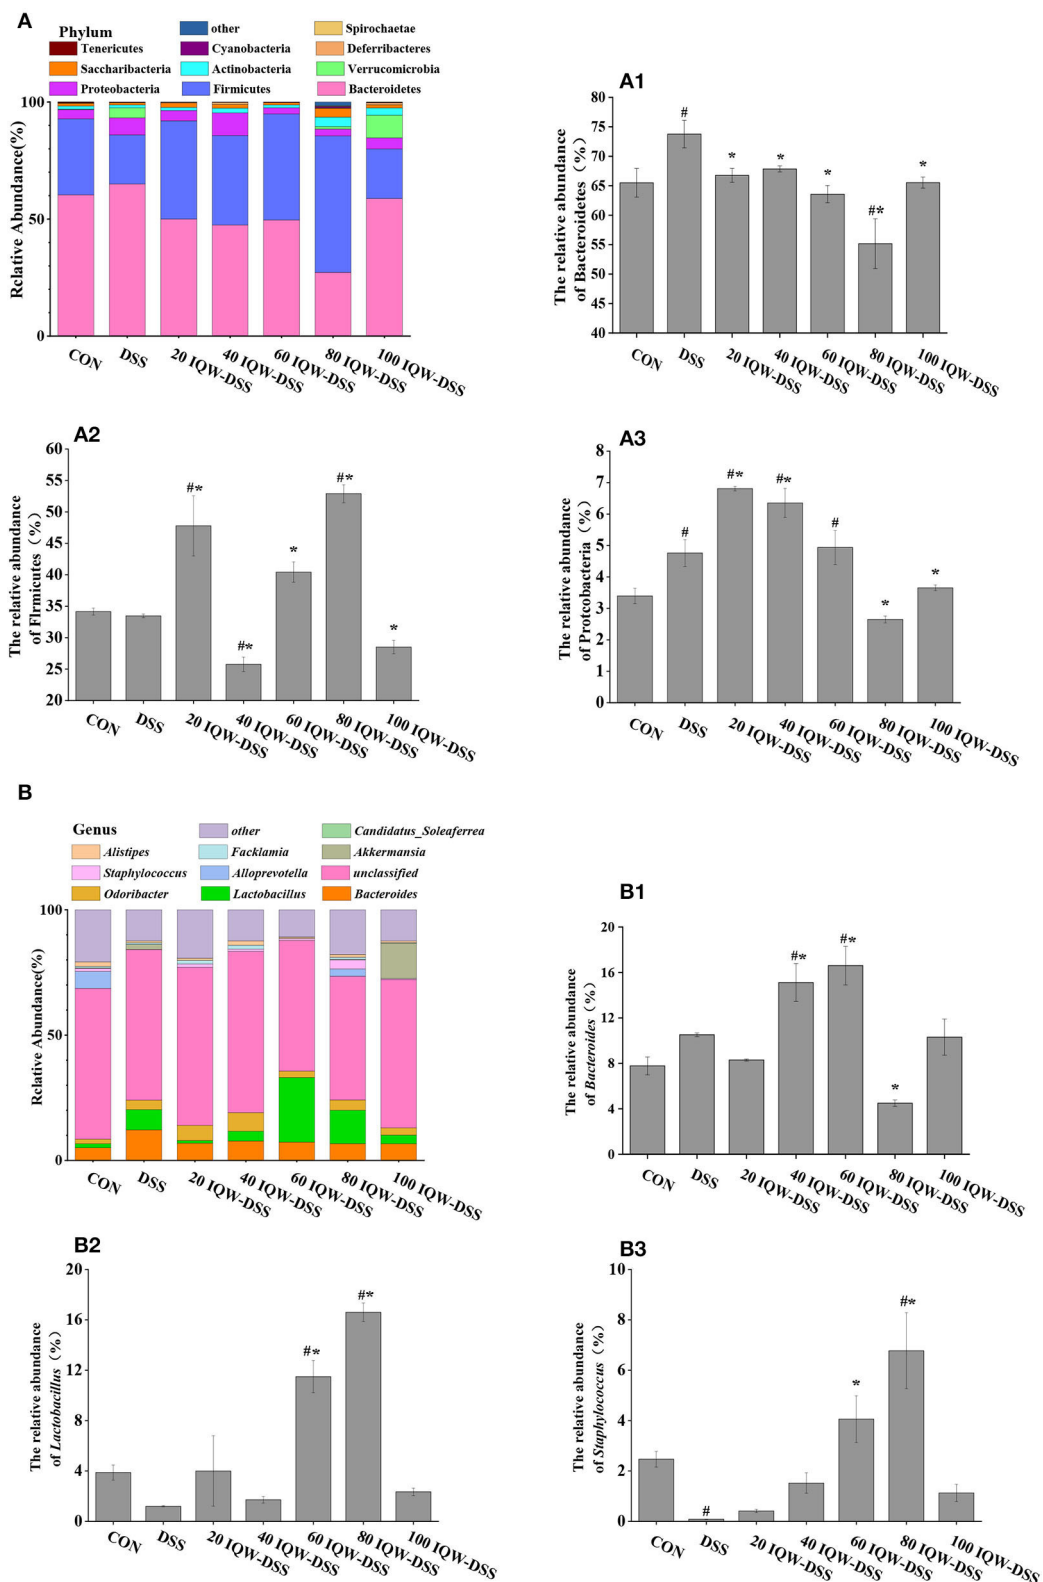 A
Phylum
other
Spirochaetae
Tenericutes
Cyanobacteria
Deferribacteres
Saccharibacteria
Actinobacteria
Verrucomicrobia
Proteobacteria
Firmicutes
Bacteroidetes
Relative Abundance(%)
100
50
0
CON
DSS
20 IQW-DSS
40 IQW-DSS
60 IQW-DSS
80 IQW-DSS
100 IQW-DSS
A1
The relative abundance
of Bacteroidetes (%)
80
75
70
65
60
55
50
45
40
#
*
*
*
#*
*
CON
DSS
20 IQW-DSS
40 IQW-DSS
60 IQW-DSS
80 IQW-DSS
100 IQW-DSS
A2
The relative abundance
of FIrmicutes (%)
60
55
50
45
40
35
30
25
20
#*
#*
*
#*
*
CON
DSS
20 IQW-DSS
40 IQW-DSS
60 IQW-DSS
80 IQW-DSS
100 IQW-DSS
A3
The relative abundance
of Protcobacteria (%)
8
7
6
5
4
3
2
1
0
#
#*
#*
#
*
*
CON
DSS
20 IQW-DSS
40 IQW-DSS
60 IQW-DSS
80 IQW-DSS
100 IQW-DSS
B
Genus
other
Candidatus_Soleaferrea
Alistipes
Facklamia
Akkermansia
Staphylococcus
Alloprevotella
unclassified
Odoribacter
Lactobacillus
Bacteroides
Relative Abundance(%)
100
50
0
CON
DSS
20 IQW-DSS
40 IQW-DSS
60 IQW-DSS
80 IQW-DSS
100 IQW-DSS
B1
The relative abundance
of Bacteroides (%)
20
16
12
8
4
0
#*
#*
*
CON
DSS
20 IQW-DSS
40 IQW-DSS
60 IQW-DSS
80 IQW-DSS
100 IQW-DSS
B2
The relative abundance
of Lactobacillus (%)
20
16
12
8
4
0
#*
#*
CON
DSS
20 IQW-DSS
40 IQW-DSS
60 IQW-DSS
80 IQW-DSS
100 IQW-DSS
B3
The relative abundance
of Staphylococcus (%)
10
8
6
4
2
0
#
*
#*
CON
DSS
20 IQW-DSS
40 IQW-DSS
60 IQW-DSS
80 IQW-DSS
100 IQW-DSS